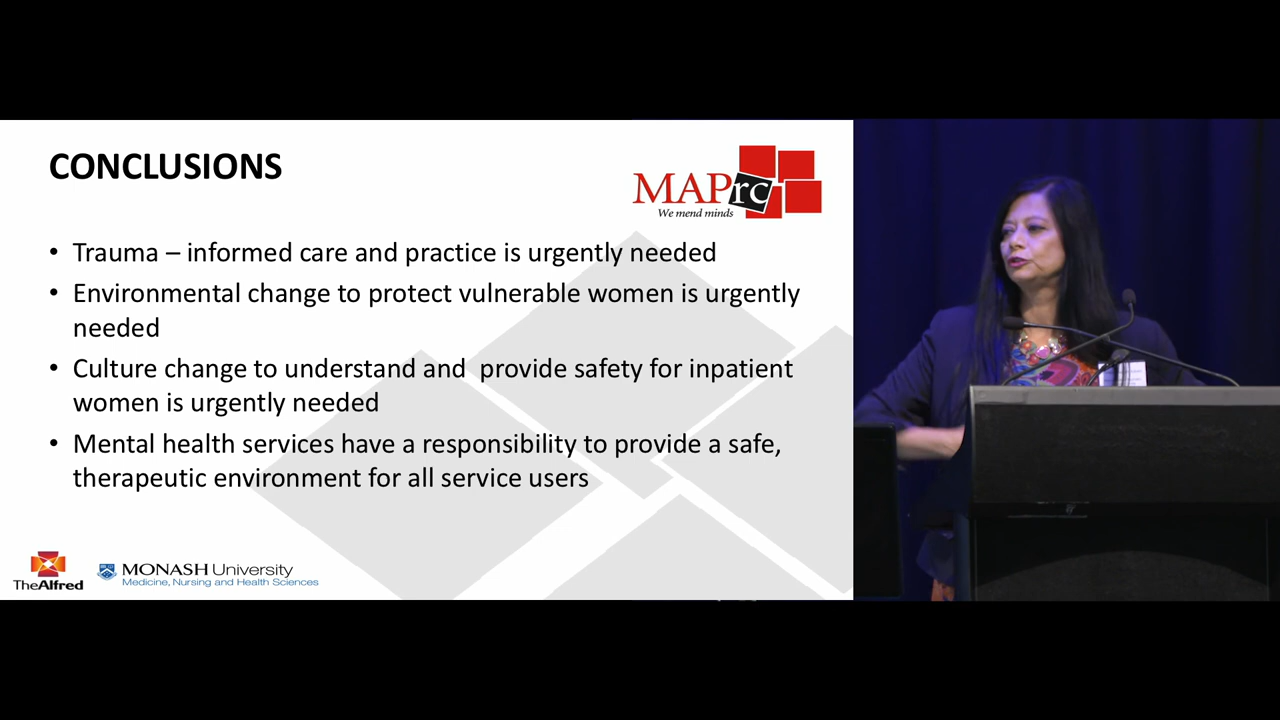 CONCLUSIONS
MAPrc
We mend minds
• Trauma – informed care and practice is urgently needed
• Environmental change to protect vulnerable women is urgently
needed
• Culture change to understand and  provide safety for inpatient
women is urgently needed
• Mental health services have a responsibility to provide a safe,
therapeutic environment for all service users
TheAlfred
MONASH University
Medicine, Nursing and Health Sciences